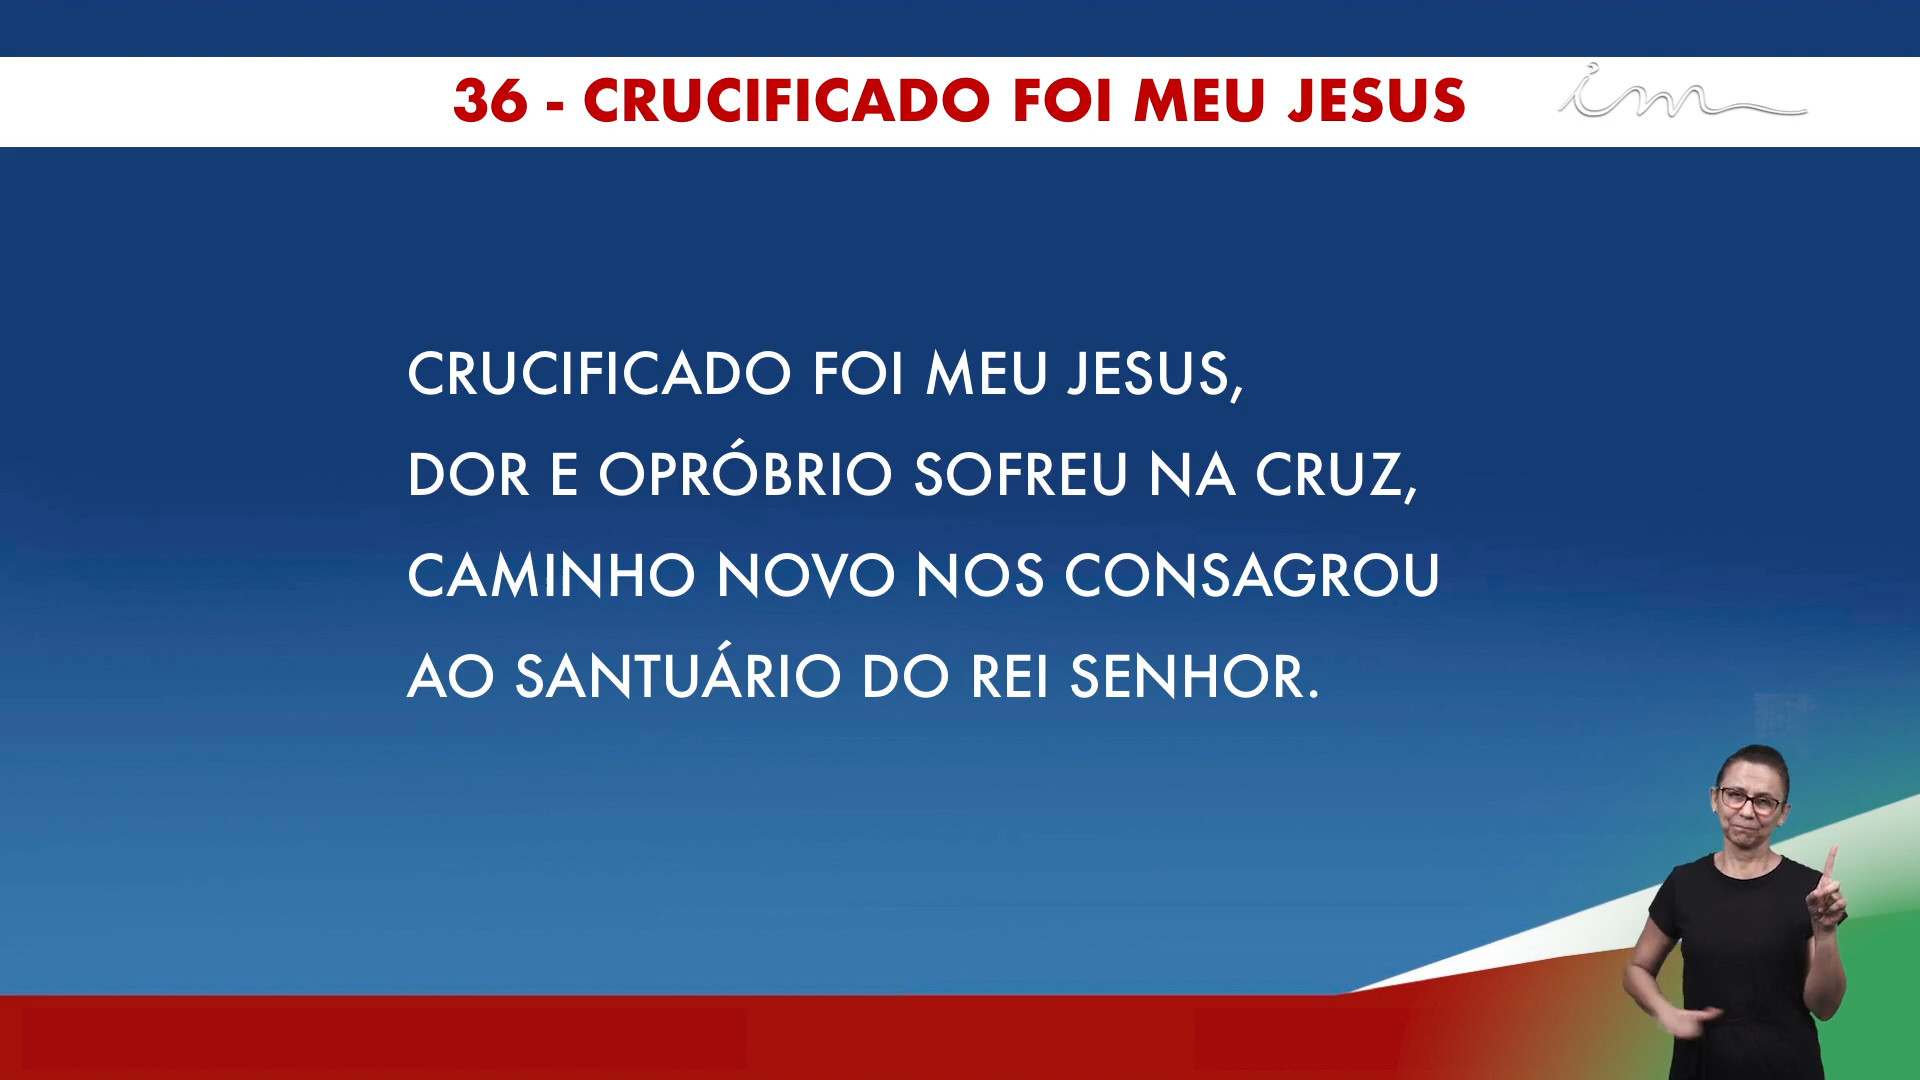 36 - CRUCIFICADO FOI MEU JESUS
im
CRUCIFICADO FOI MEU JESUS,
DOR E OPRÓBRIO SOFREU NA CRUZ,
CAMINHO NOVO NOS CONSAGROU
AO SANTUÁRIO DO REI SENHOR.